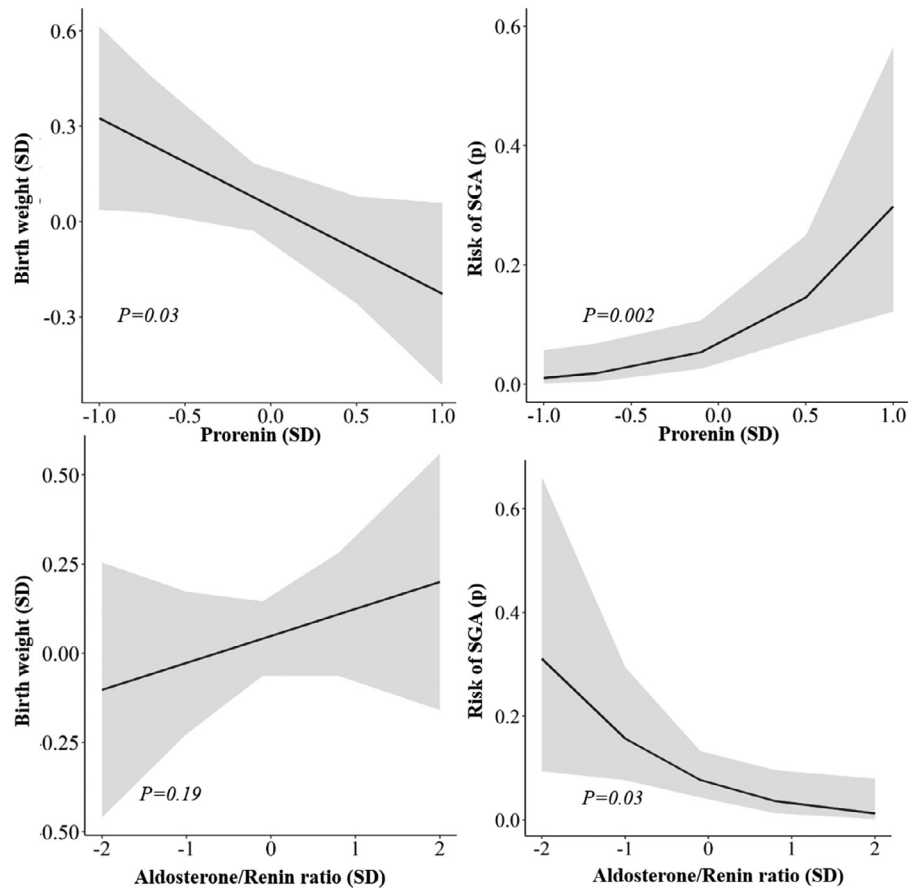 0.6
0.3
0.0
-0.3
Birth weight (SD)
P=0.03
-1.0 -0.5 0.0 0.5 1.0
Prorenin (SD)
0.6
0.4
0.2
0.0
Risk of SGA (p)
P=0.002
-1.0 -0.5 0.0 0.5 1.0
Prorenin (SD)
0.50
0.25
0.00
0.25
-0.50
Birth weight (SD)
P=0.19
-2 -1 0 1 2
Aldosterone/Renin ratio (SD)
0.6
0.4
0.2
0.0
Risk of SGA (p)
P=0.03
-2 -1 0 1 2
Aldosterone/Renin ratio (SD)